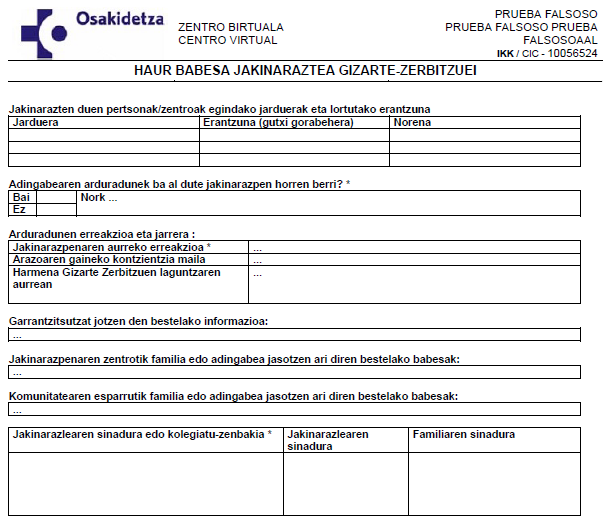 Osakidetza
ZENTRO BIRTUALA
CENTRO VIRTUAL
PRUEBA FALSOSO
PRUEBA FALSOSO PRUEBA
FALSOSOAAL
IKK / CIC - 10056524
HAUR BABESA JAKINARAZTEA GIZARTE-ZERBITZUEI
Jakinarazten duen pertsonak/zentroak egindako jarduerak eta lortutako erantzuna
Jarduera Erantzuna (gutxi gorabehera) Norena
Adingabearen arduradunek ba al dute jakinarazpen horren berri? *
Bai Nork ...
Ez
Arduradunen erreakzioa eta jarrera :
Jakinarazpenaren aurreko erreakzioa * ...
Arazoaren gaineko kontzientzia maila ...
Harmena Gizarte Zerbitzuen laguntzaren ...
aurrean
Garrantzitsutzat jotzen den bestelako informazioa:
...
Jakinarazpenaren zentrotik familia edo adingabea jasotzen ari diren bestelako babesak:
...
Komunitatearen esparrutik familia edo adingabea jasotzen ari diren bestelako babesak:
...
Jakinarazlearen sinadura edo kolegiatu-zenbakia * Jakinarazlearen Familiaren sinadura
sinadura